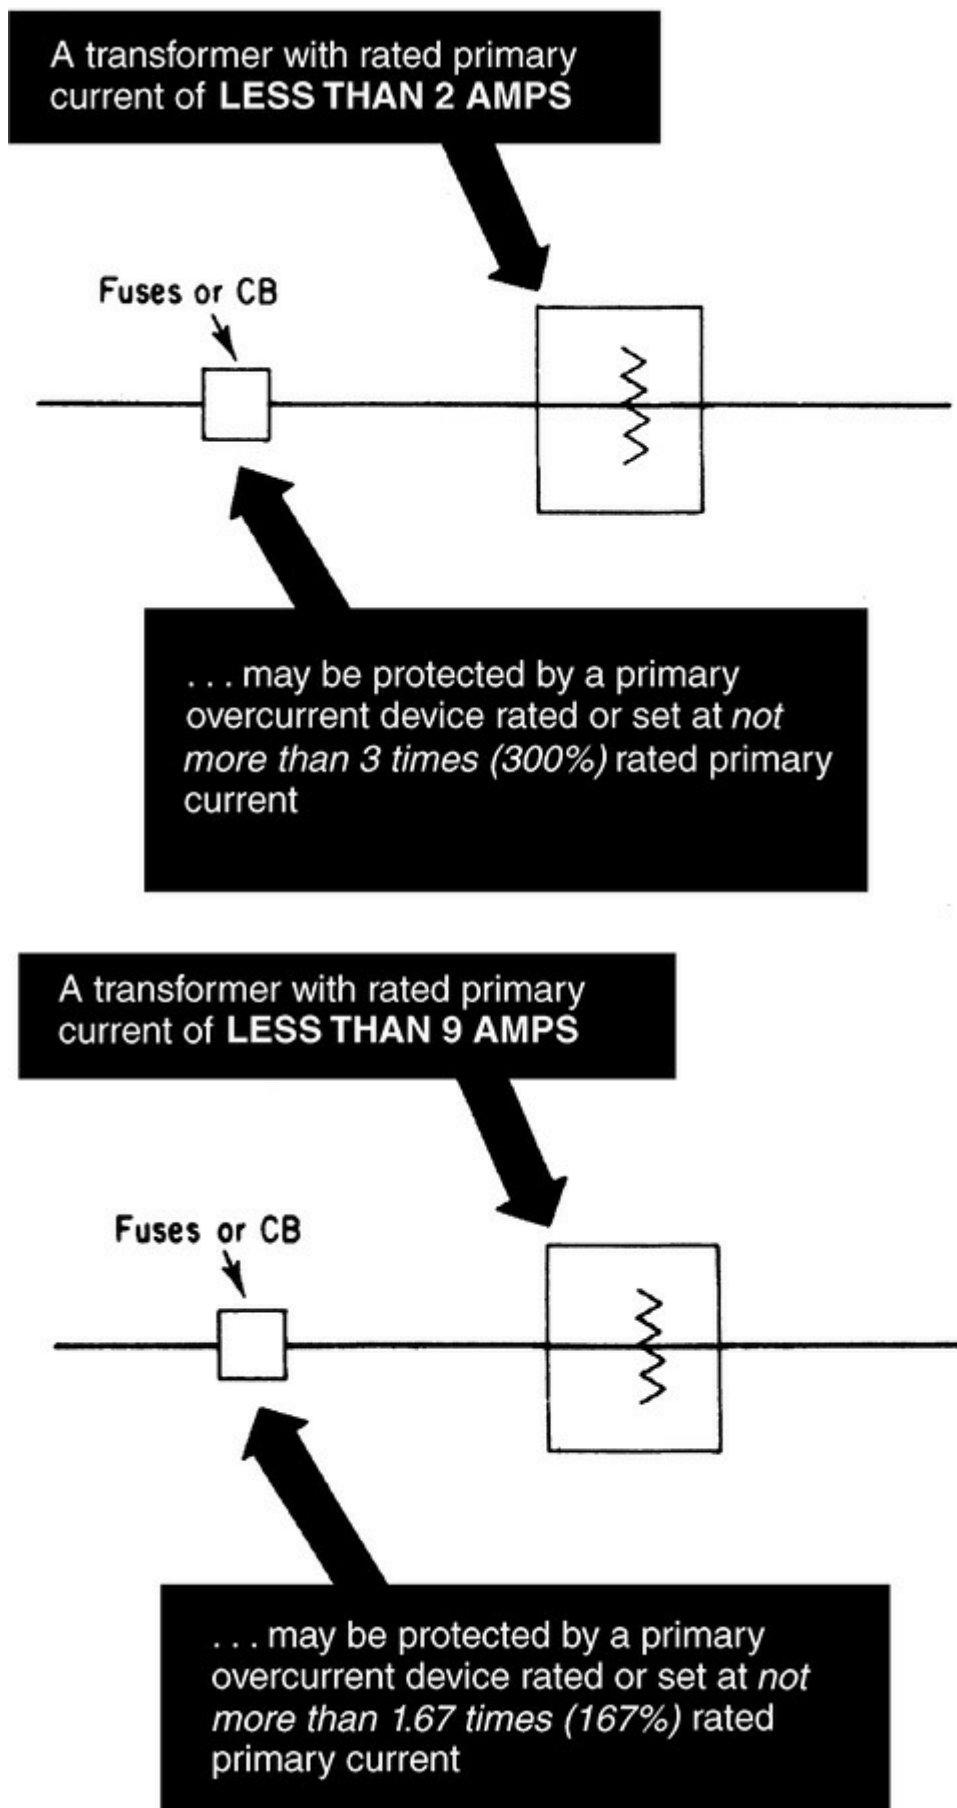 A transformer with rated primary
current of LESS THAN 2 AMPS
Fuses or CB
. . . may be protected by a primary
overcurrent device rated or set at not
more than 3 times (300%) rated primary
current
A transformer with rated primary
current of LESS THAN 9 AMPS
Fuses or CB
. . . may be protected by a primary
overcurrent device rated or set at not
more than 1.67 times (167%) rated
primary current